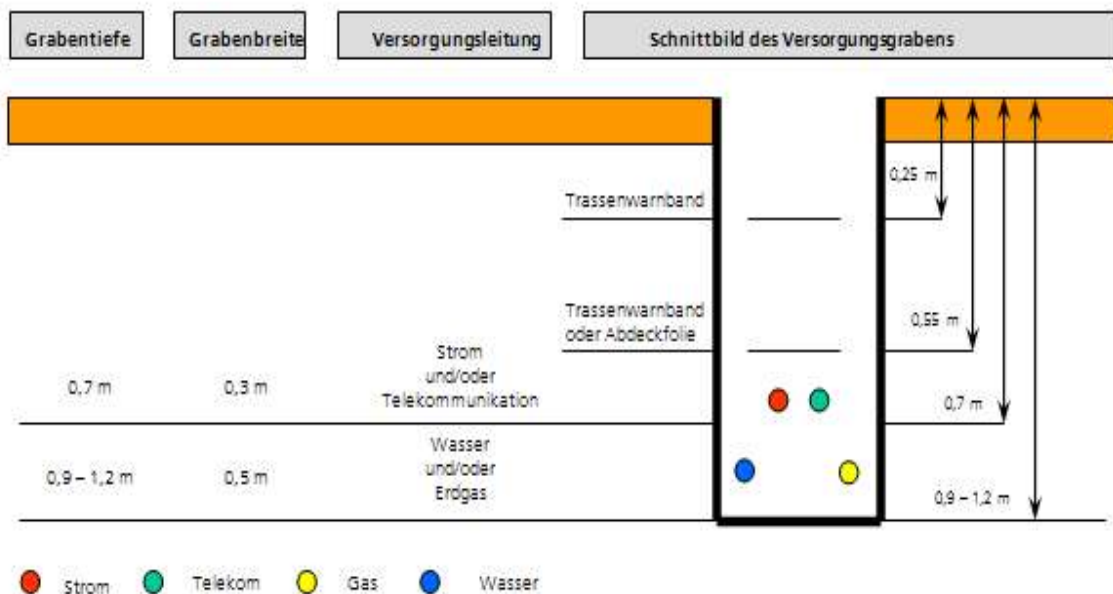 Grabentiefe
Grabenbreite
Versorgungsleitung
Schnittbild des Versorgungsgrabens
0,25 m
Trassenwarnband
Trassenwarnband
oder Abdeckfolie
0,55 m
0,7 m
0,3 m
Strom
und/oder
Telekommunikation
0,7 m
0,9 – 1,2 m
0,5 m
Wasser
und/oder
Erdgas
0,9 – 1,2 m
Strom
Telekom
Gas
Wasser